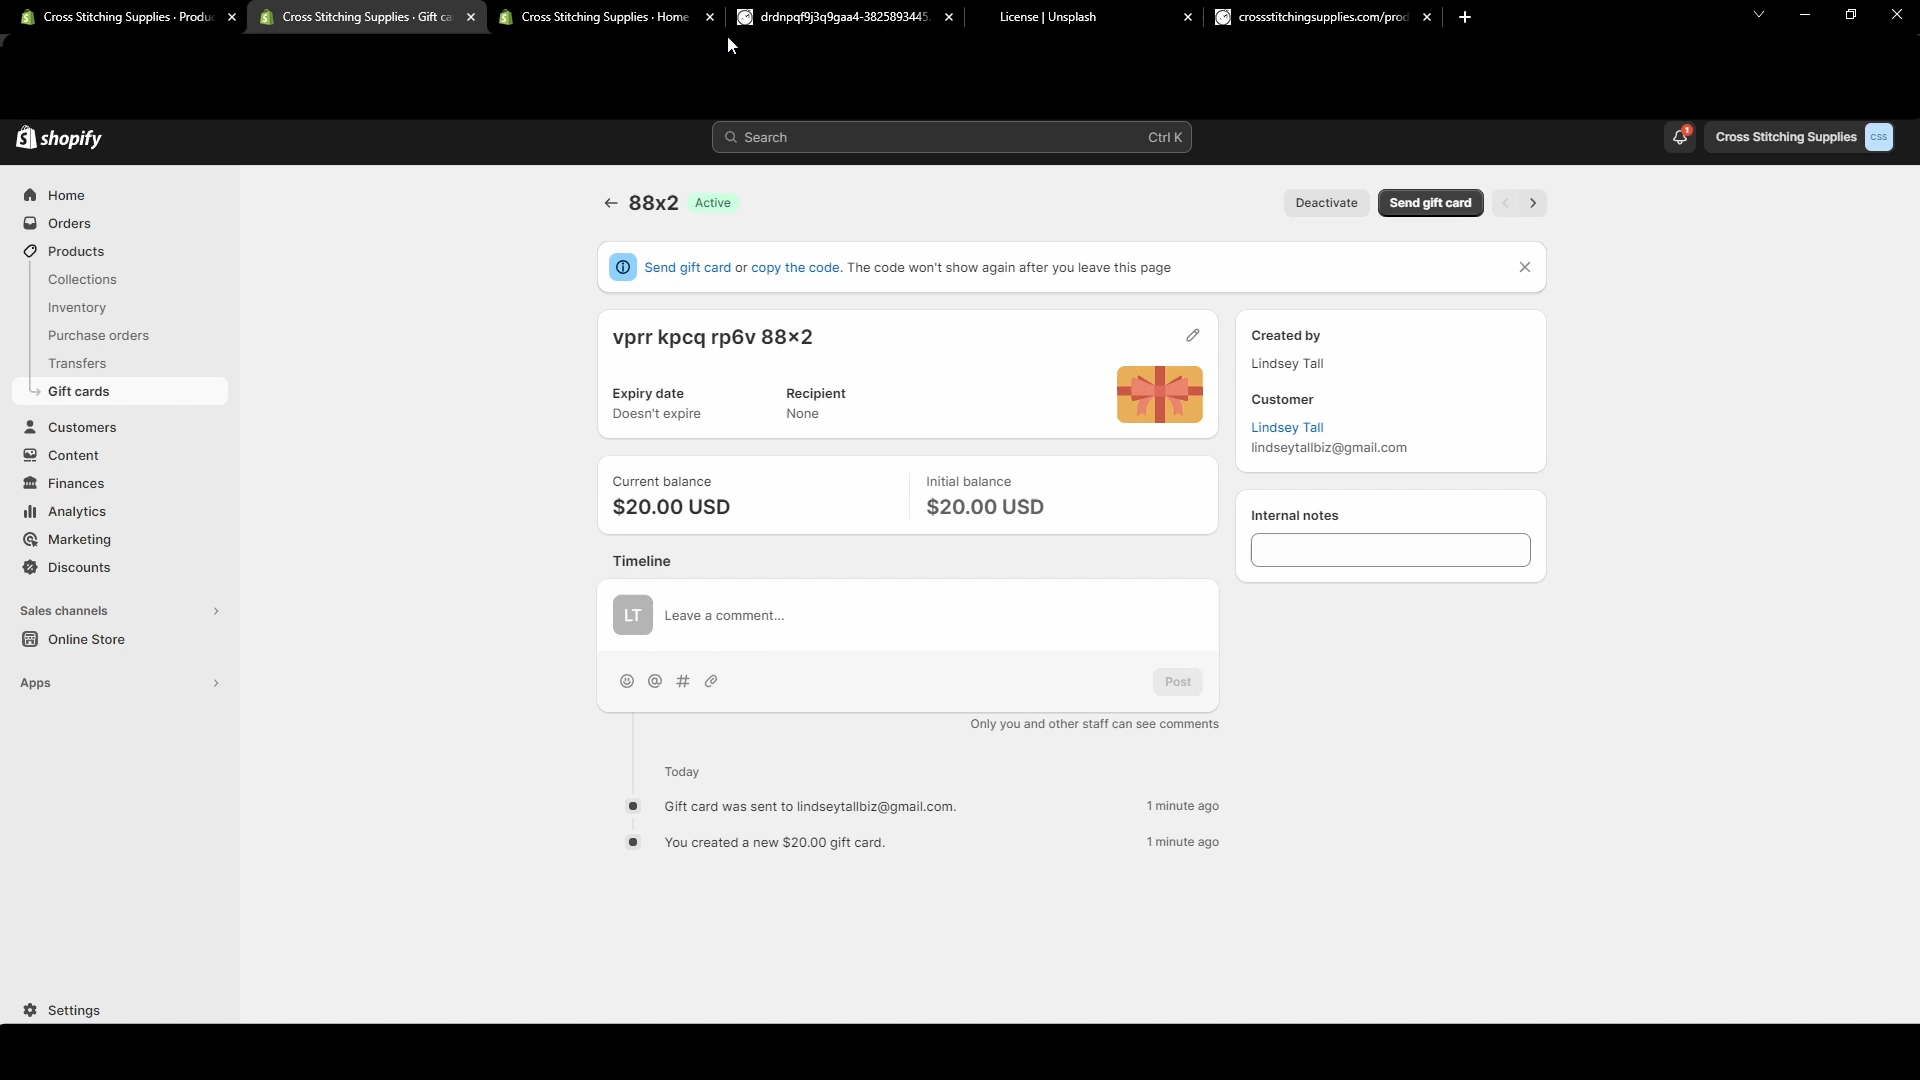 Cross Stitching Supplies · Produc
Cross Stitching Supplies · Gift ca
Cross Stitching Supplies · Home
drdnpqf9j3q9gaa4-3825893445.
License | Unsplash
crossstitchingsupplies.com/prod
shopify
Search
Ctrl K
1
Cross Stitching Supplies
CSS
Home
Orders
Products
Collections
Inventory
Purchase orders
Transfers
Gift cards
Customers
Content
Finances
Analytics
Marketing
Discounts
Sales channels
Online Store
Apps
Settings
88x2
Active
Deactivate
Send gift card
Send gift card or copy the code. The code won't show again after you leave this page
vprr kpcq rp6v 88×2
Expiry date
Doesn't expire
Recipient
None
Current balance
$20.00 USD
Initial balance
$20.00 USD
Timeline
LT
Leave a comment...
Post
Only you and other staff can see comments
Today
Gift card was sent to lindseytallbiz@gmail.com.
1 minute ago
You created a new $20.00 gift card.
1 minute ago
Created by
Lindsey Tall
Customer
Lindsey Tall
lindseytallbiz@gmail.com
Internal notes